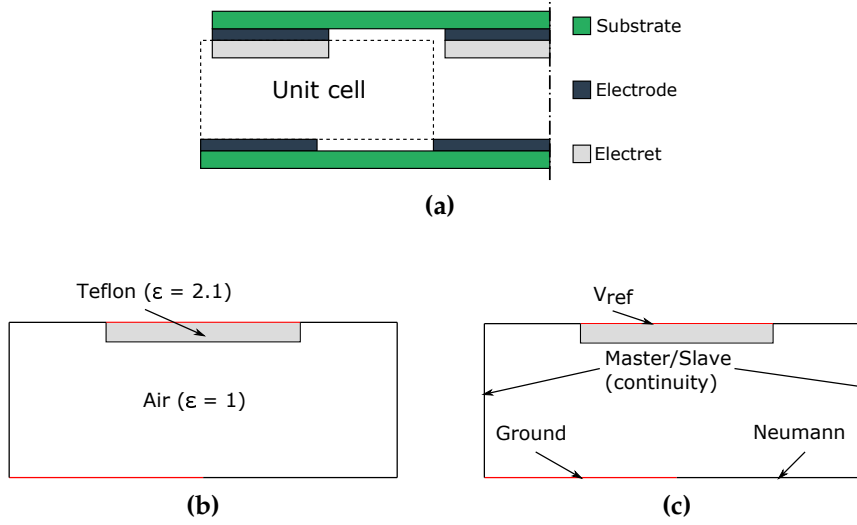 Substrate
Unit cell
Electrode
Electret
(a)
Teflon (ε = 2.1)
Air (ε = 1)
(b)
Vref
Master/Slave
(continuity)
Ground
Neumann
(c)